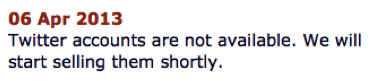 06 Apr 2013
Twitter accounts are not available. We will
start selling them shortly.